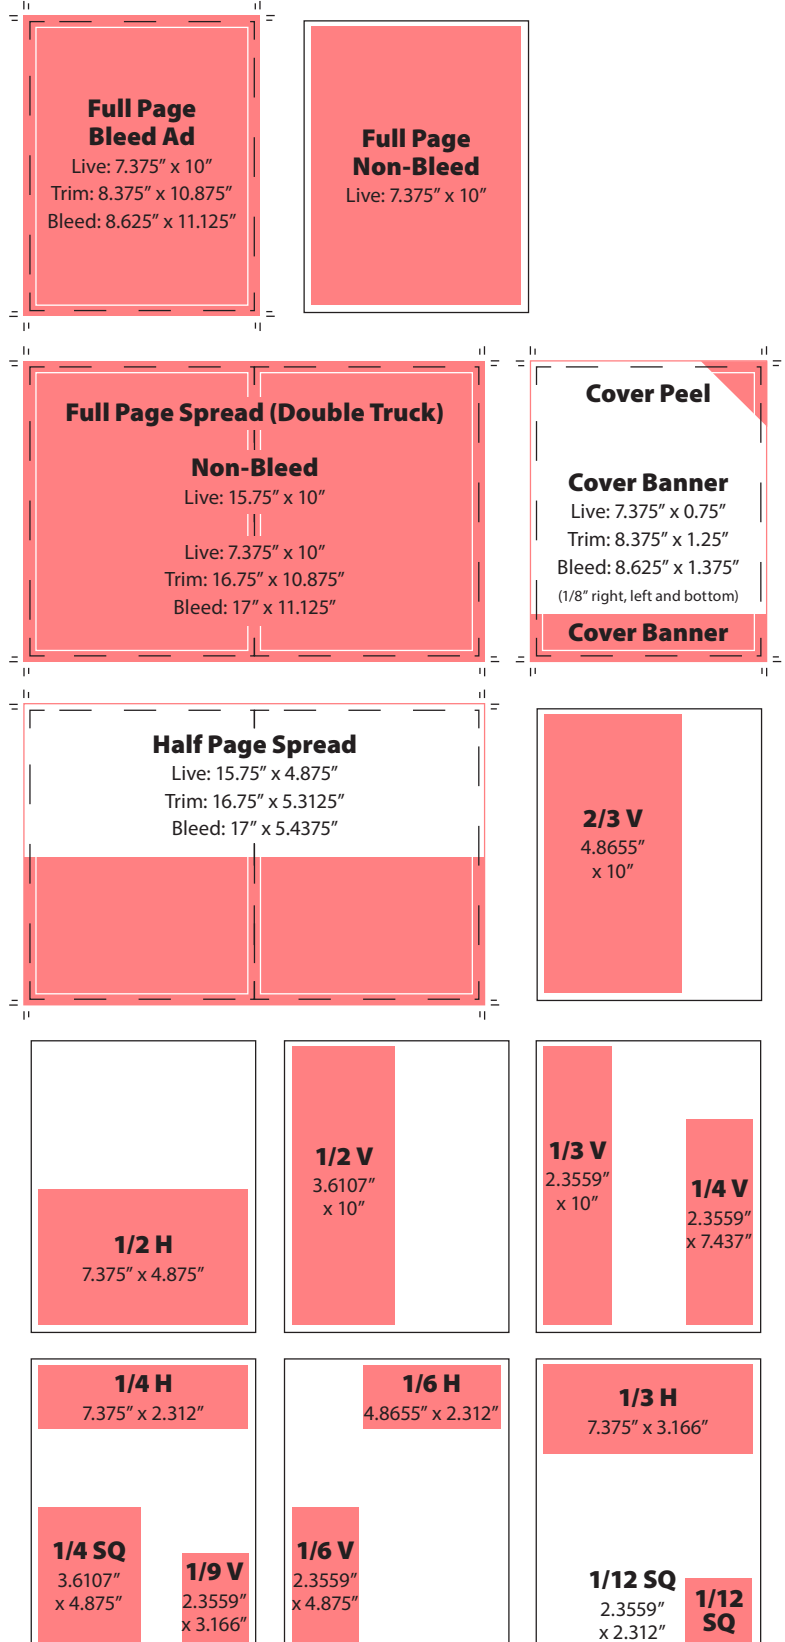 Full Page
Bleed Ad
Live: 7.375” x 10”
Trim: 8.375” x 10.875”
Bleed: 8.625” x 11.125”
Full Page
Non-Bleed
Live: 7.375” x 10”
Full Page Spread (Double Truck)
Non-Bleed
Live: 15.75” x 10”
Live: 7.375” x 10”
Trim: 16.75” x 10.875”
Bleed: 17” x 11.125”
Cover Peel
Cover Banner
Live: 7.375” x 0.75”
Trim: 8.375” x 1.25”
Bleed: 8.625” x 1.375”
(1/8” right, left and bottom)
Cover Banner
Half Page Spread
Live: 15.75” x 4.875”
Trim: 16.75” x 5.3125”
Bleed: 17” x 5.4375”
2/3 V
4.8655”
x 10”
1/2 H
7.375” x 4.875”
1/2 V
3.6107”
x 10”
1/3 V
2.3559”
x 10”
1/4 V
2.3559”
x 7.437”
1/4 H
7.375” x 2.312”
1/4 SQ
3.6107”
x 4.875”
1/9 V
2.3559”
x 3.166”
1/6 H
4.8655” x 2.312”
1/6 V
2.3559”
x 4.875”
1/3 H
7.375” x 3.166”
1/12 SQ
2.3559”
x 2.312”
1/12
SQ